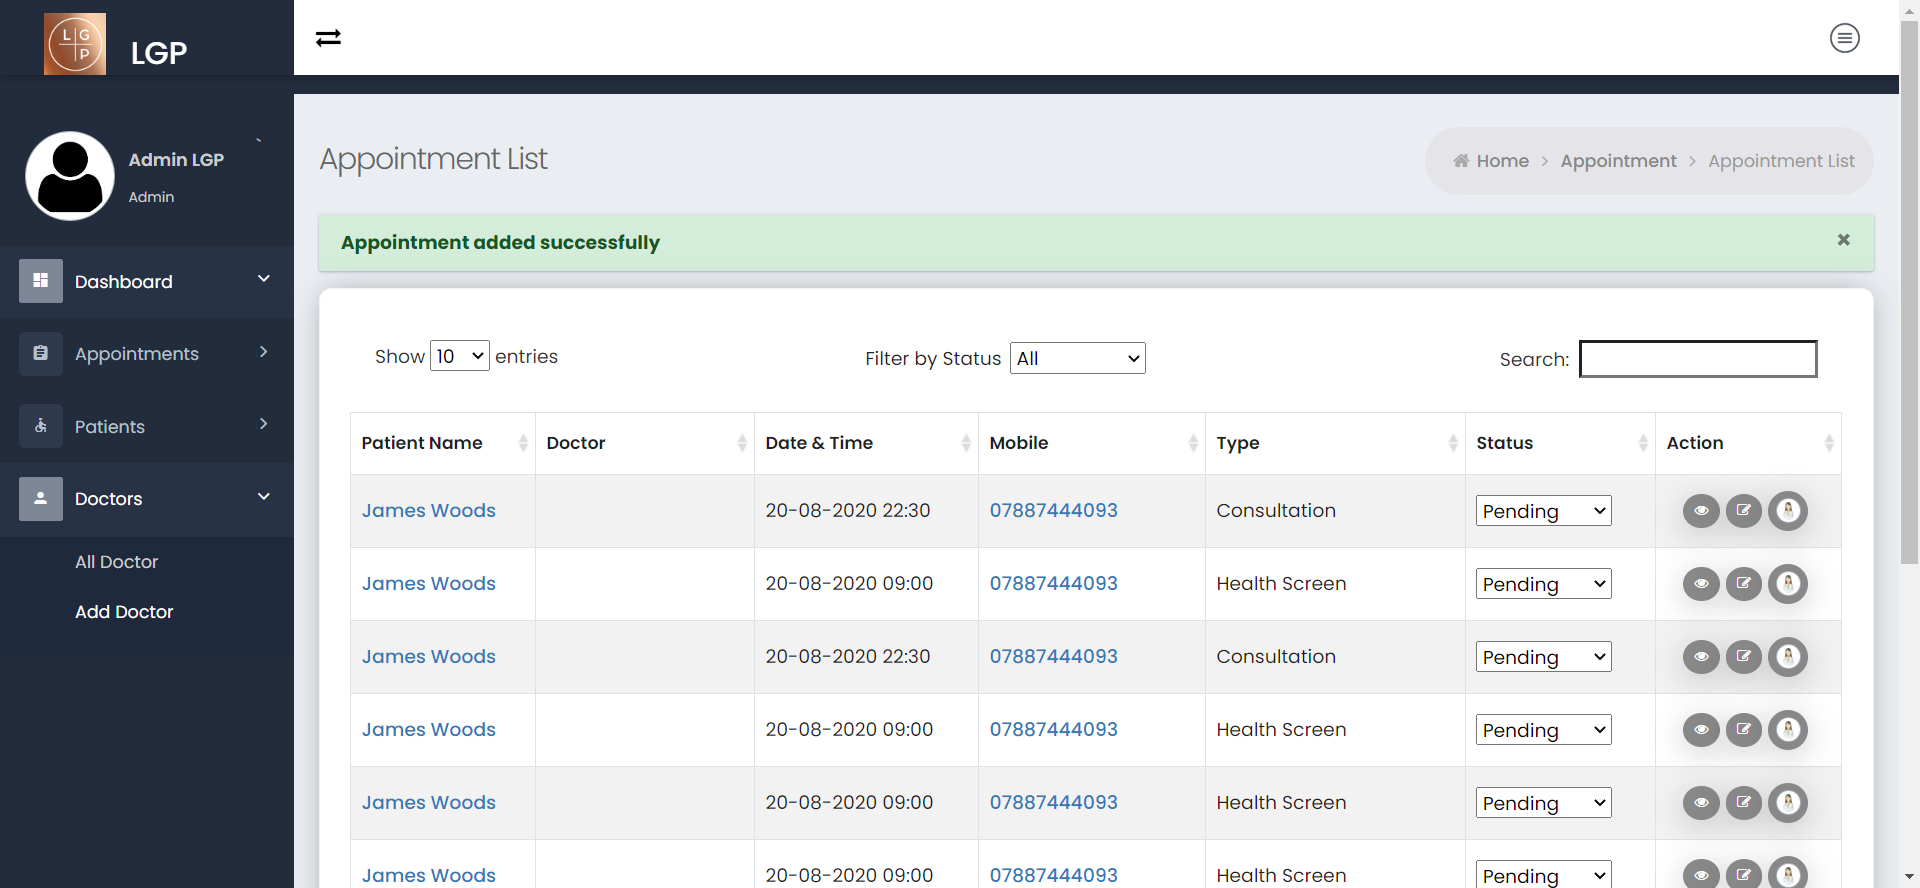 LGP
LGP
Admin LGP
Admin
Dashboard
Appointments
Patients
Doctors
All Doctor
Add Doctor
Appointment List
Home > Appointment > Appointment List
Appointment added successfully
Show 10 entries Filter by Status All Search:
Patient Name Doctor Date & Time Mobile Type Status Action
James Woods 20-08-2020 22:30 07887444093 Consultation Pending
James Woods 20-08-2020 09:00 07887444093 Health Screen Pending
James Woods 20-08-2020 22:30 07887444093 Consultation Pending
James Woods 20-08-2020 09:00 07887444093 Health Screen Pending
James Woods 20-08-2020 09:00 07887444093 Health Screen Pending
James Woods 20-08-2020 09:00 07887444093 Health Screen Pending